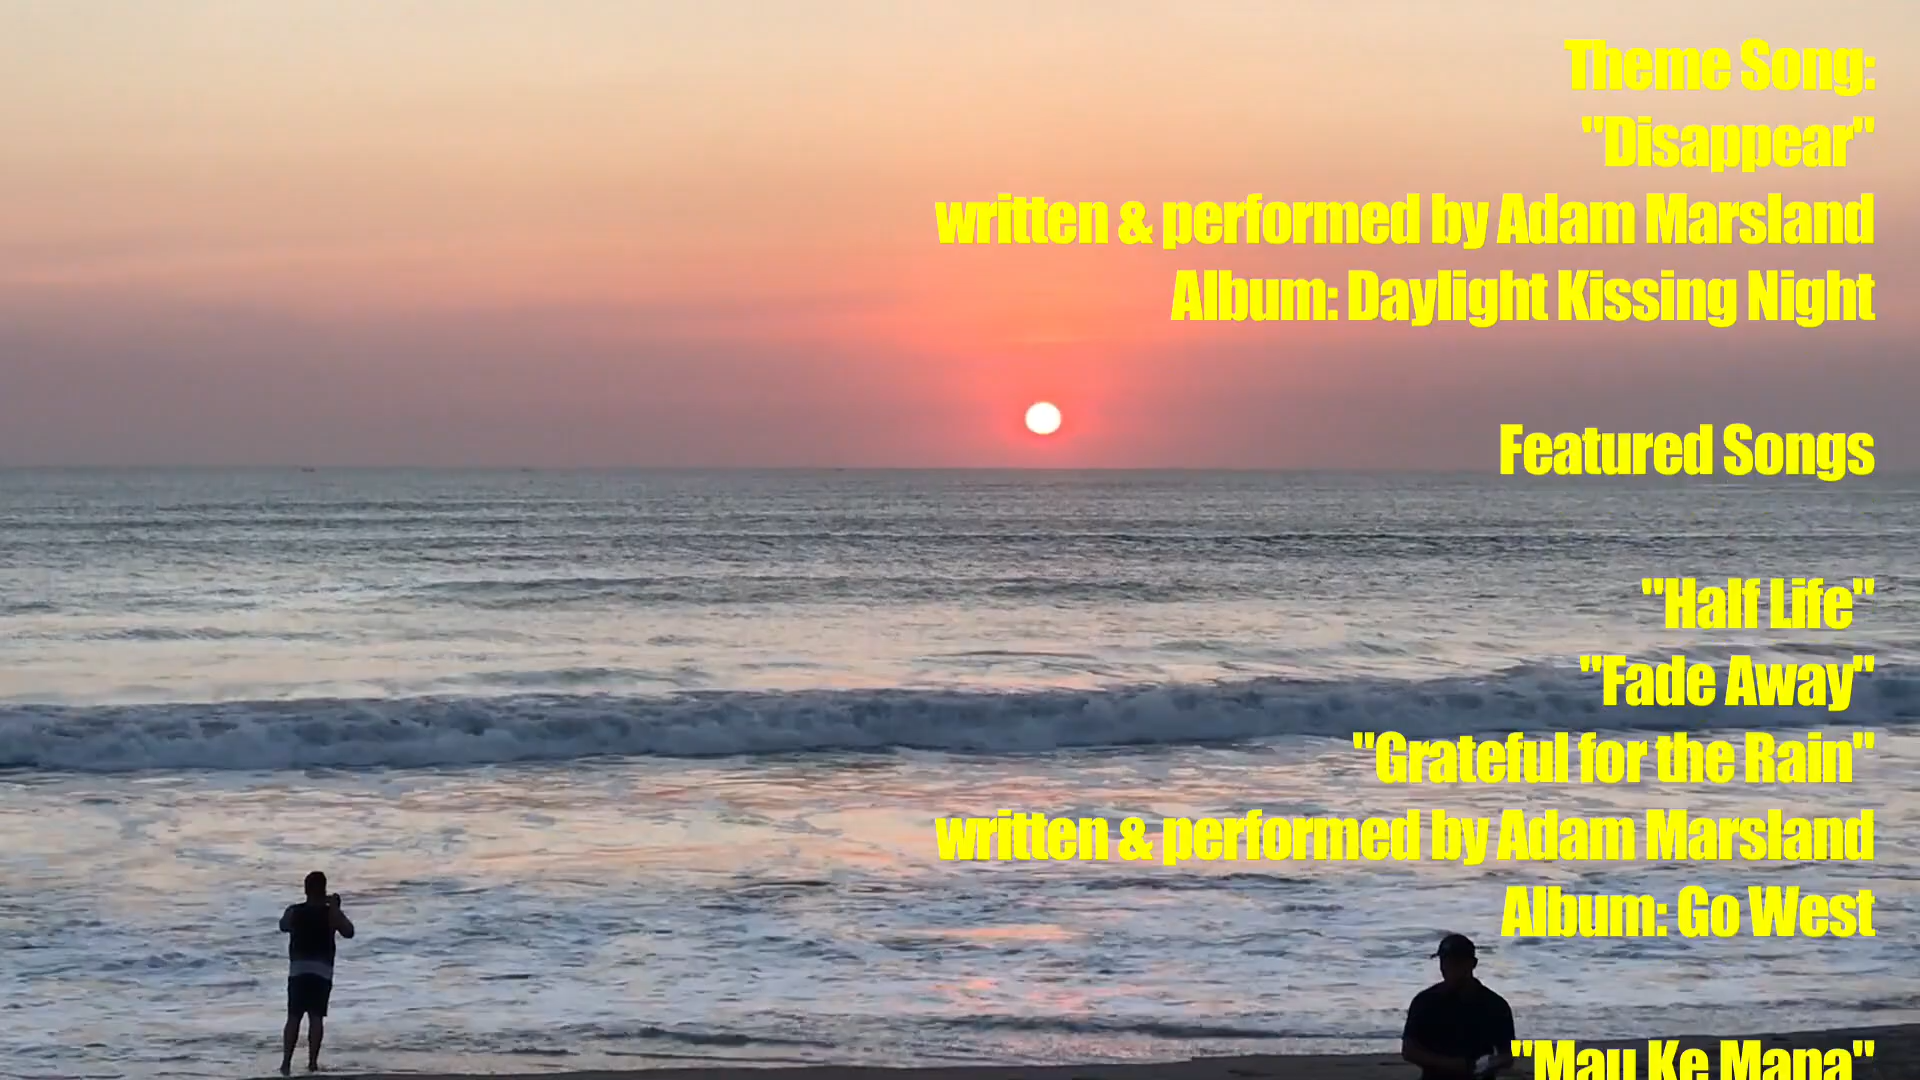 Theme Song:
"Disappear"
written & performed by Adam Marsland
Album: Daylight Kissing Night
Featured Songs
"Half Life"
"Fade Away"
"Grateful for the Rain"
written & performed by Adam Marsland
Album: Go West
"Mau Ke Mana"